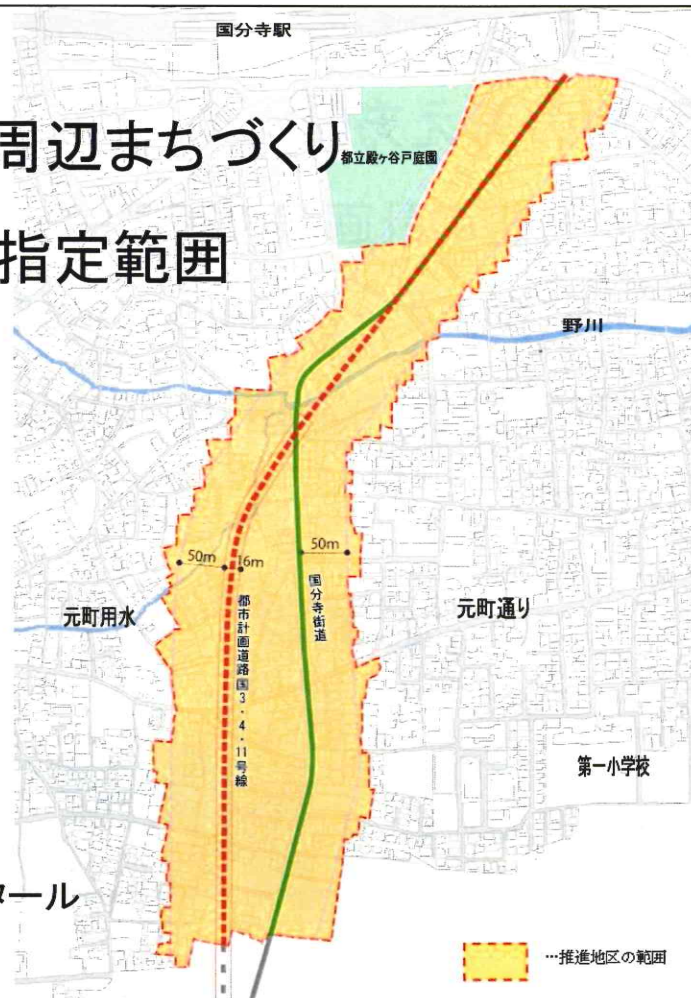 国分寺駅
周辺まちづくり
都立殿ヶ谷戸庭園
指定範囲
野川
50m
16m
50m
国分寺街道
元町用水
都市計画道路国3・4・11号線
元町通り
第一小学校
タール
…推進地区の範囲